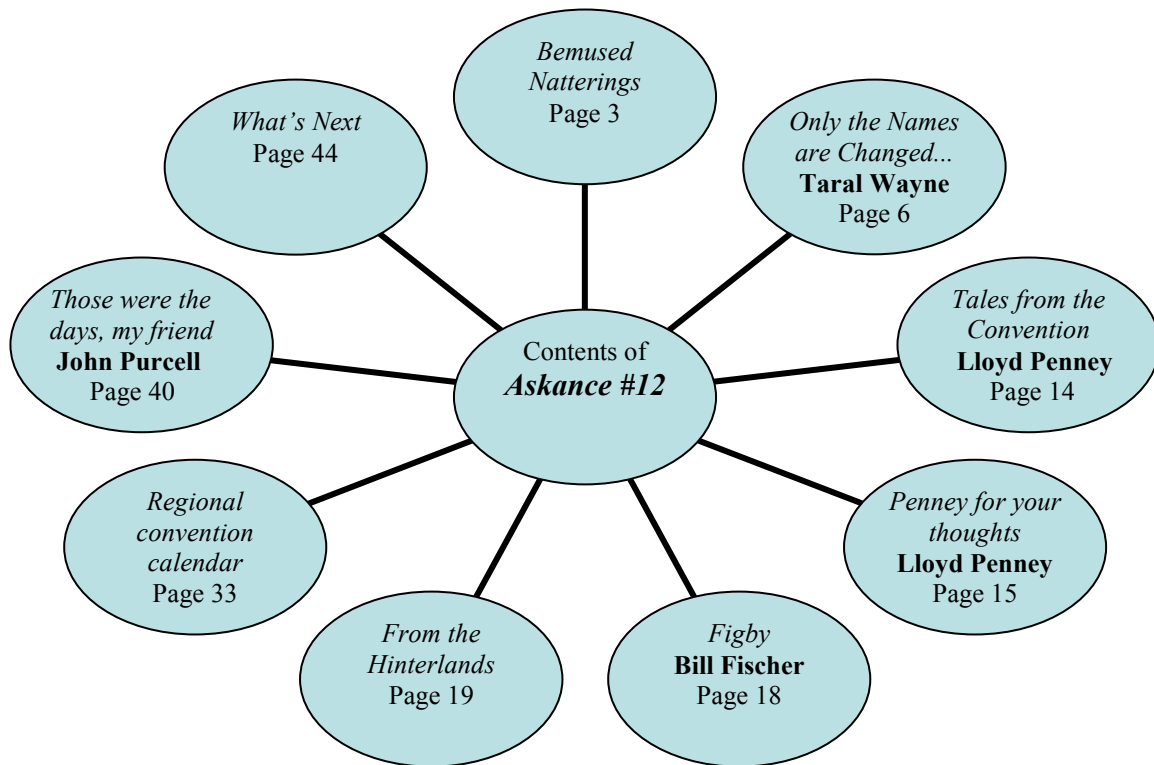 Contents of
Askance #12
Bemused
Natterings
Page 3
Only the Names
are Changed...
Taral Wayne
Page 6
Tales from the
Convention
Lloyd Penney
Page 14
Penney for your
thoughts
Lloyd Penney
Page 15
Figby
Bill Fischer
Page 18
From the
Hinterlands
Page 19
Regional
convention
calendar
Page 33
Those were the
days, my friend
John Purcell
Page 40
What's Next
Page 44